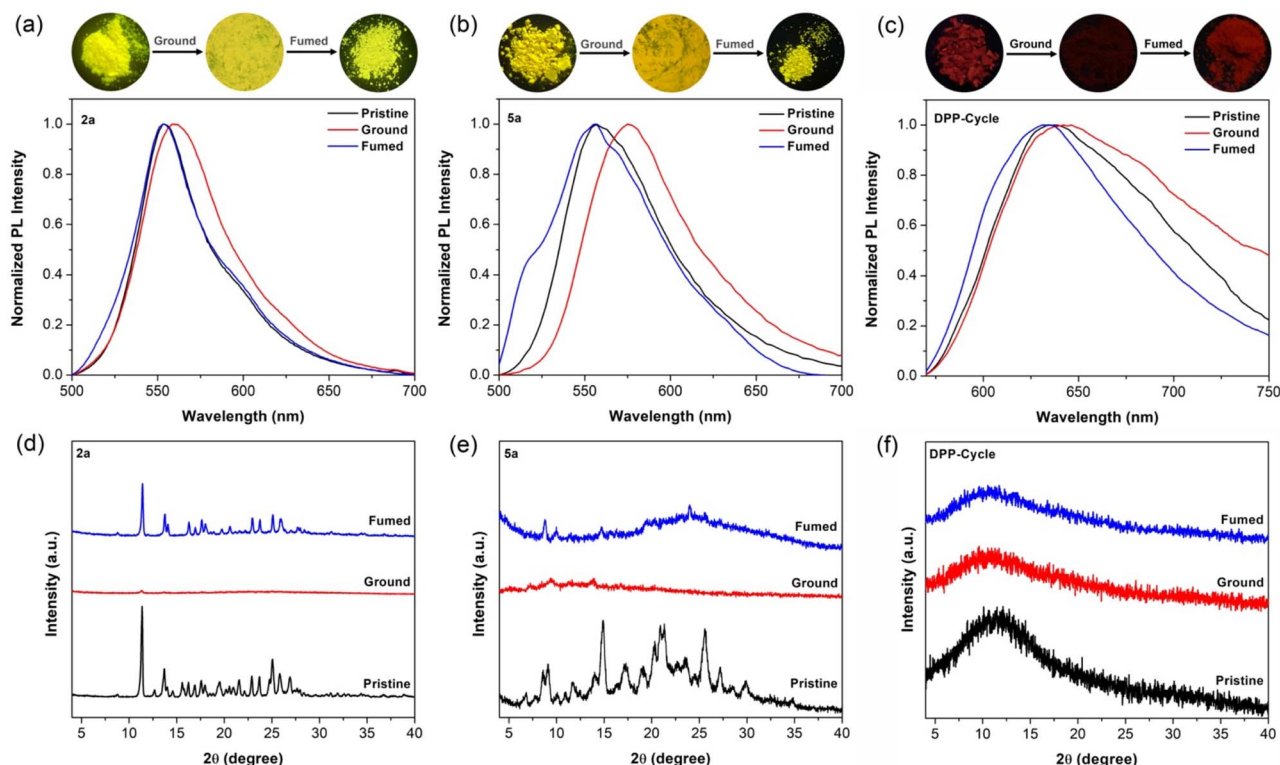 (a)
Ground
Fumed
(b)
Ground
Fumed
(c)
Ground
Fumed
2a
Pristine
Ground
Fumed
Normalized PL Intensity
1.0
0.8
0.6
0.4
0.2
0.0
500
550
600
650
700
Wavelength (nm)
5a
Pristine
Ground
Fumed
Normalized PL Intensity
1.0
0.8
0.6
0.4
0.2
0.0
500
550
600
650
700
Wavelength (nm)
DPP-Cycle
Pristine
Ground
Fumed
Normalized PL Intensity
1.0
0.8
0.6
0.4
0.2
0.0
600
650
700
750
Wavelength (nm)
(d)
2a
Fumed
Ground
Pristine
Intensity (a.u.)
5
10
15
20
25
30
35
40
2θ (degree)
(e)
5a
Fumed
Ground
Pristine
Intensity (a.u.)
5
10
15
20
25
30
35
40
2θ (degree)
(f)
DPP-Cycle
Fumed
Ground
Pristine
Intensity (a.u.)
5
10
15
20
25
30
35
40
2θ (degree)